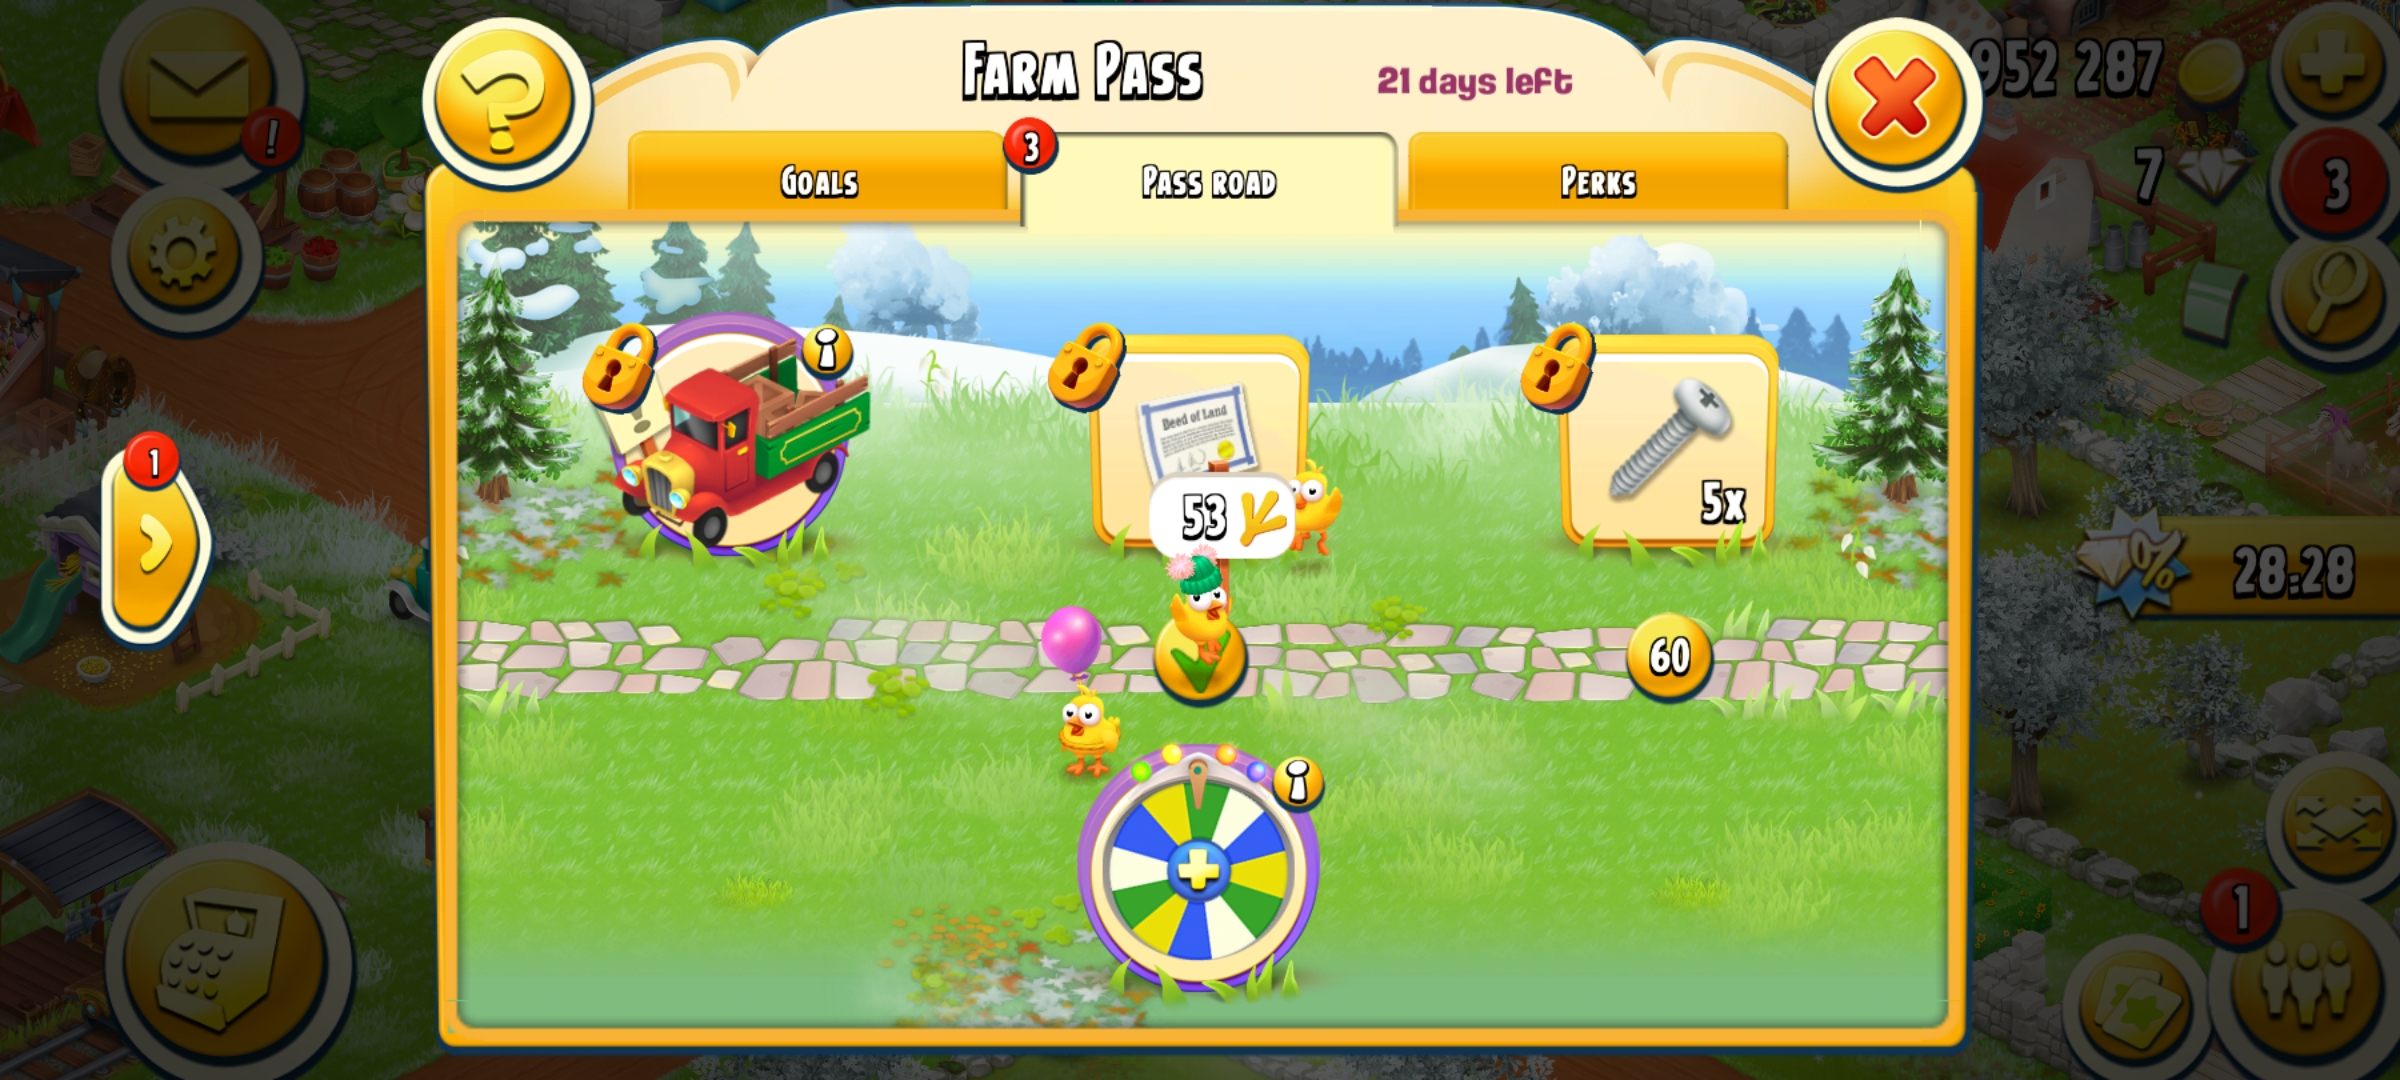 FARM PASS
21 days left
952 287
!
GOALS
3
PASS ROAD
PERKS
7
3
Deed of Land
5x
53
1
0%
28:28
60
1